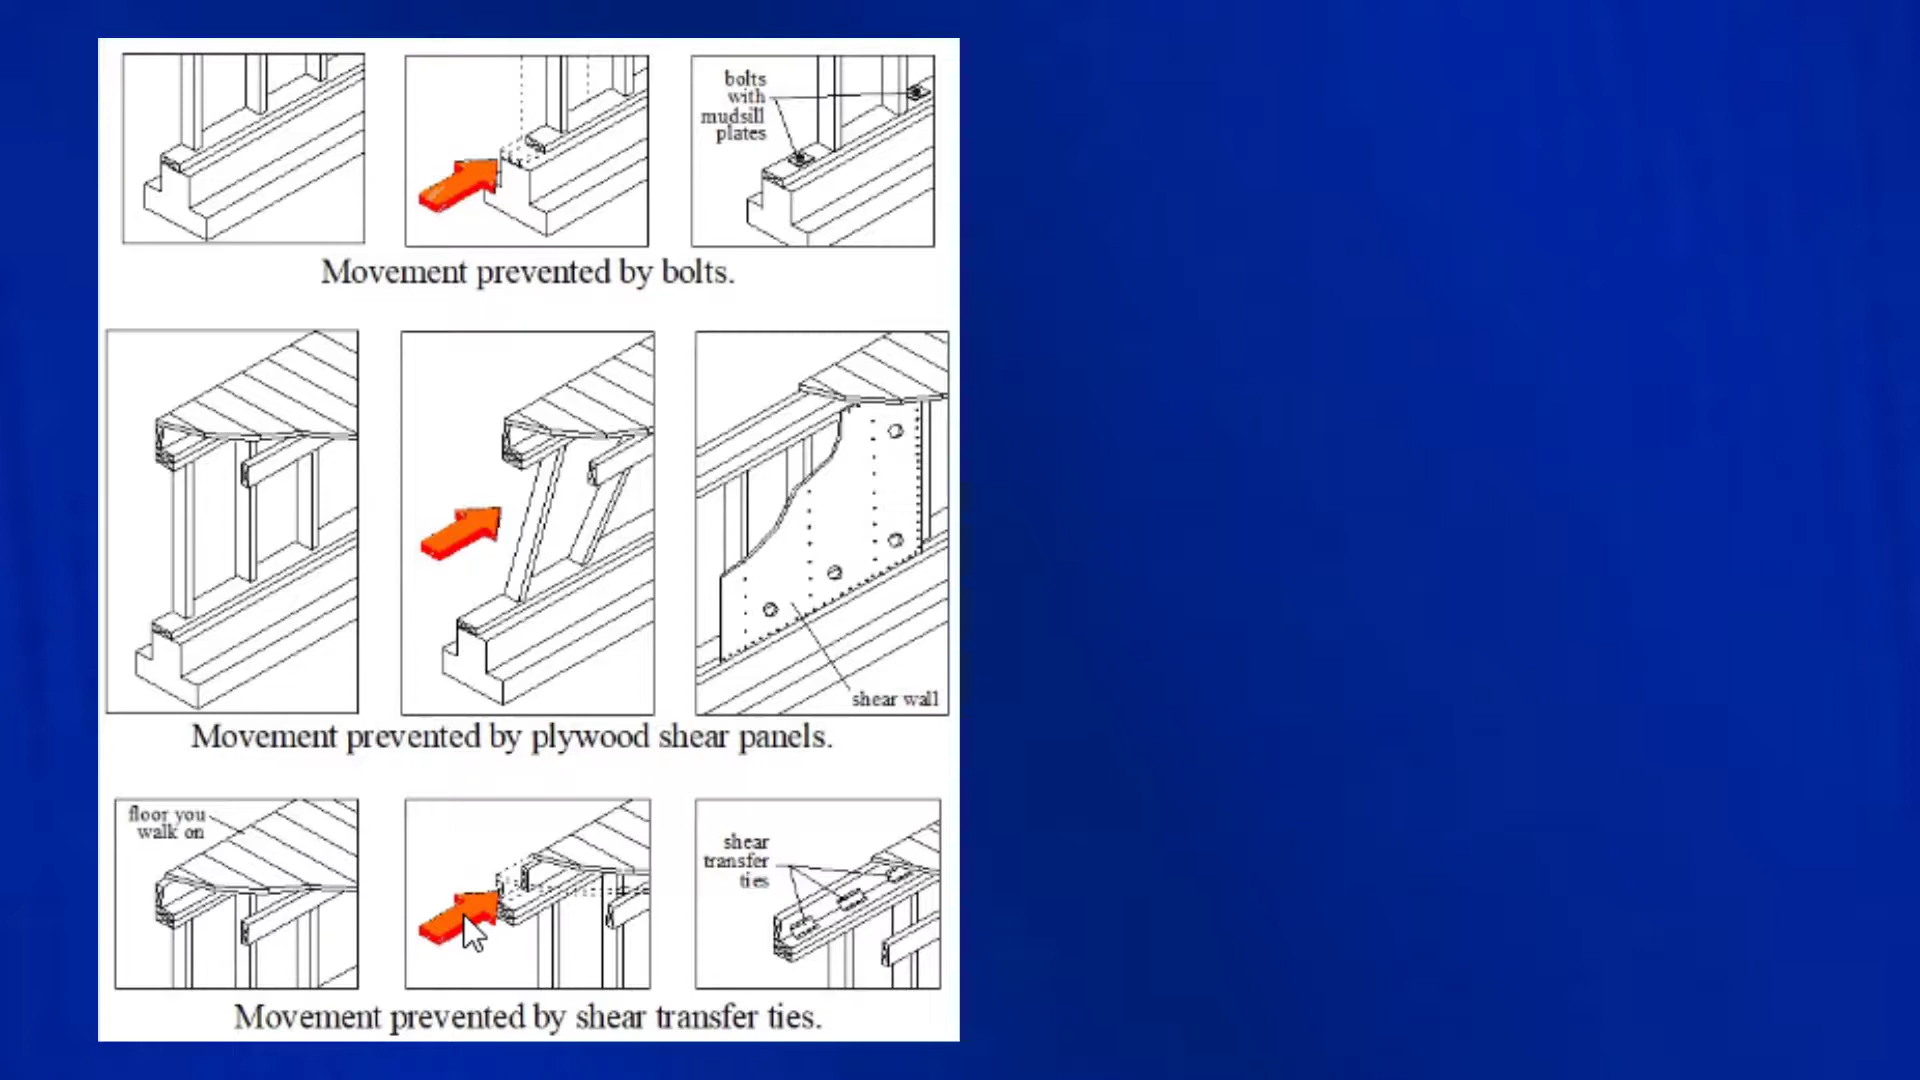 bolts
with
mudsill
plates
Movement prevented by bolts.
shear wall
Movement prevented by plywood shear panels.
floor you
walk on
shear
transfer
ties
Movement prevented by shear transfer ties.